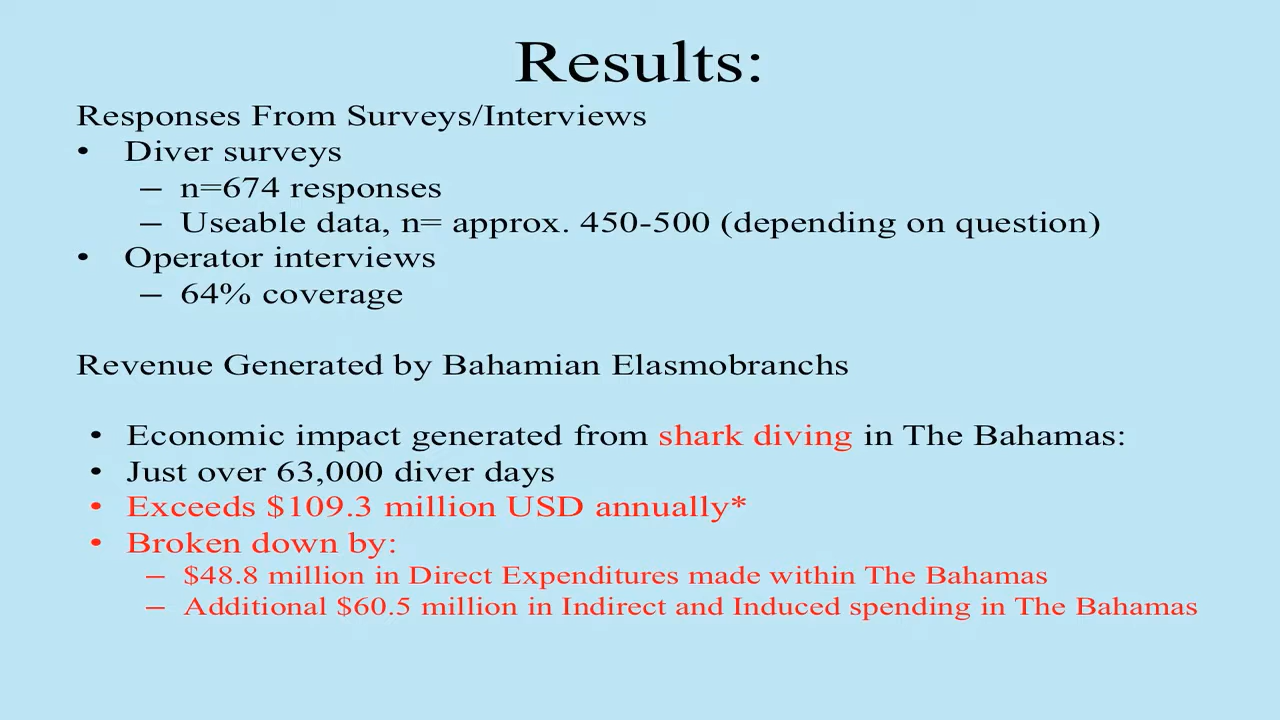 Results:
Responses From Surveys/Interviews
• Diver surveys
– n=674 responses
– Useable data, n= approx. 450-500 (depending on question)
• Operator interviews
– 64% coverage
Revenue Generated by Bahamian Elasmobranchs
• Economic impact generated from shark diving in The Bahamas:
• Just over 63,000 diver days
• Exceeds $109.3 million USD annually*
• Broken down by:
– $48.8 million in Direct Expenditures made within The Bahamas
– Additional $60.5 million in Indirect and Induced spending in The Bahamas